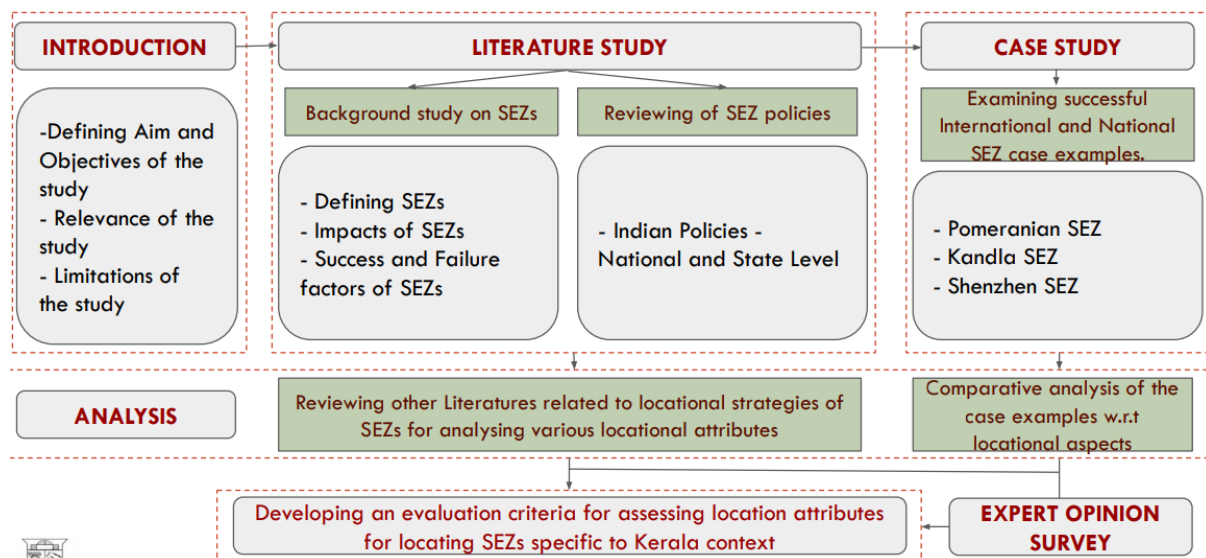 INTRODUCTION
-Defining Aim and
Objectives of the
study
- Relevance of the
study
- Limitations of
the study
LITERATURE STUDY
Background study on SEZs
- Defining SEZs
- Impacts of SEZs
- Success and Failure
factors of SEZs
Reviewing of SEZ policies
- Indian Policies -
National and State Level
CASE STUDY
Examining successful
International and National
SEZ case examples.
- Pomeranian SEZ
- Kandla SEZ
- Shenzhen SEZ
ANALYSIS
Reviewing other Literatures related to locational strategies of
SEZs for analysing various locational attributes
Comparative analysis of the
case examples w.r.t
locational aspects
Developing an evaluation criteria for assessing location attributes
for locating SEZs specific to Kerala context
EXPERT OPINION
SURVEY